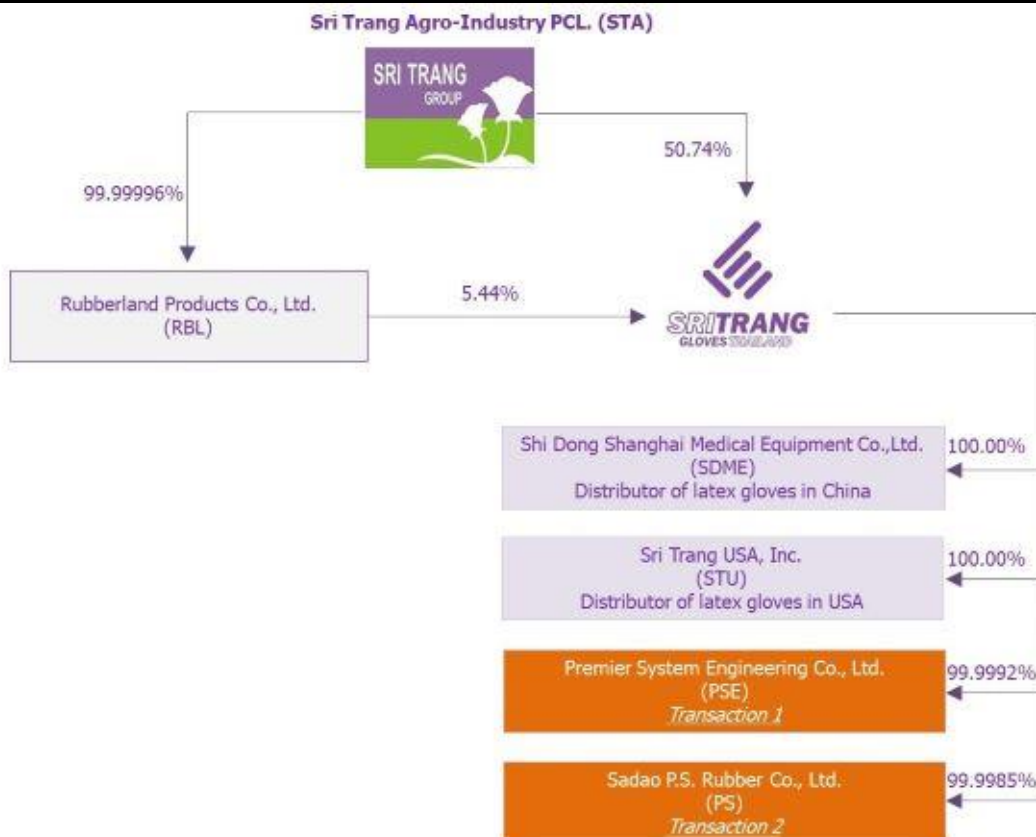 Sri Trang Agro-Industry PCL. (STA)
SRI TRANG
GROUP
50.74%
99.99996%
Rubberland Products Co., Ltd.
(RBL)
5.44%
SRITRANG
GLOVES THAILAND
Shi Dong Shanghai Medical Equipment Co.,Ltd.
(SDME)
Distributor of latex gloves in China
100.00%
Sri Trang USA, Inc.
(STU)
Distributor of latex gloves in USA
100.00%
Premier System Engineering Co., Ltd.
(PSE)
Transaction 1
99.9992%
Sadao P.S. Rubber Co., Ltd.
(PS)
Transaction 2
99.9985%